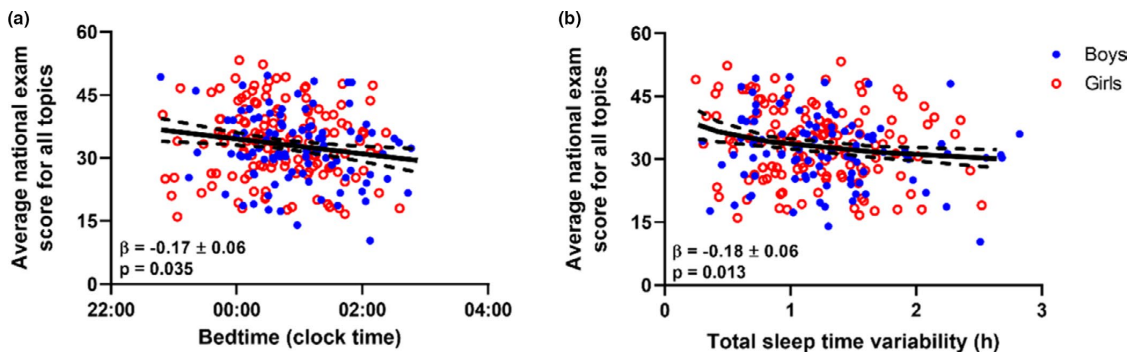 (a)
Average national exam
score for all topics
60
45
30
15
0
β = -0.17 ± 0.06
p = 0.035
22:00 00:00 02:00 04:00
Bedtime (clock time)
(b)
Average national exam
score for all topics
60
45
30
15
0
β = -0.18 ± 0.06
p = 0.013
0 1 2 3
Total sleep time variability (h)
Boys
Girls